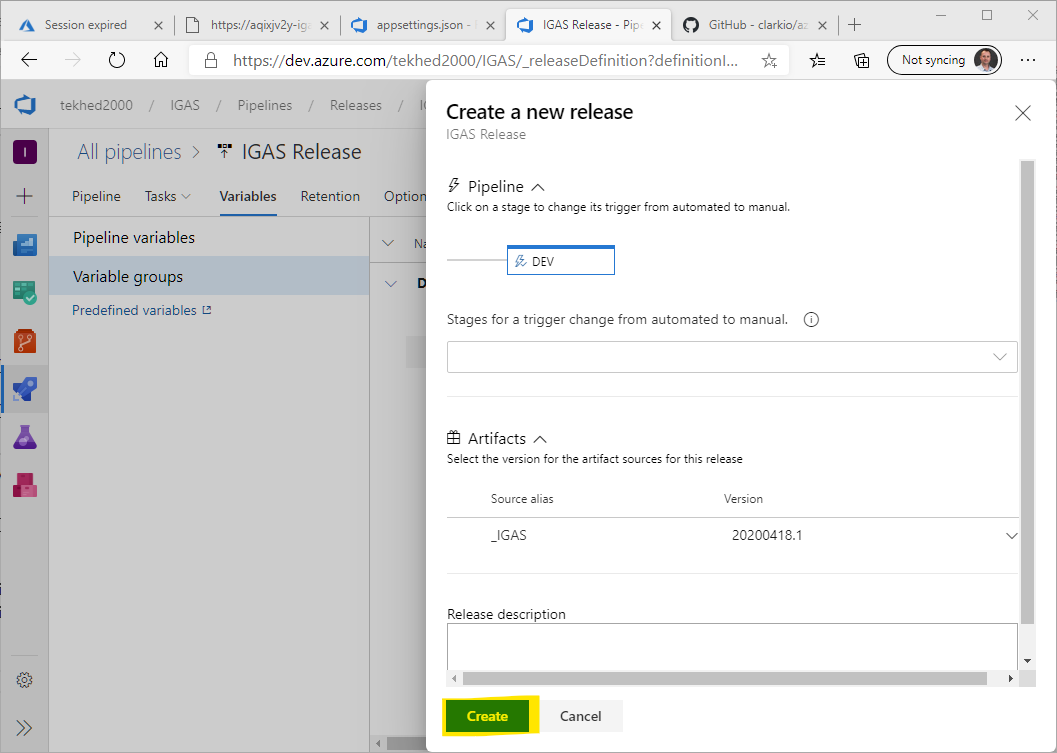 Session expired
https://aqixjv2y-iga
appsettings.json -
IGAS Release - Pipe
GitHub - clarkio/az
https://dev.azure.com/tekhed2000/IGAS/_releaseDefinition?definitionI...
Not syncing
tekhed2000 / IGAS / Pipelines / Releases /
I
All pipelines > IGAS Release
Pipeline Tasks Variables Retention Option
Pipeline variables
Variable groups
Predefined variables
Na
D
Create a new release
IGAS Release
Pipeline
Click on a stage to change its trigger from automated to manual.
DEV
Stages for a trigger change from automated to manual.
Artifacts
Select the version for the artifact sources for this release
Source alias Version
_IGAS 20200418.1
Release description
Create Cancel